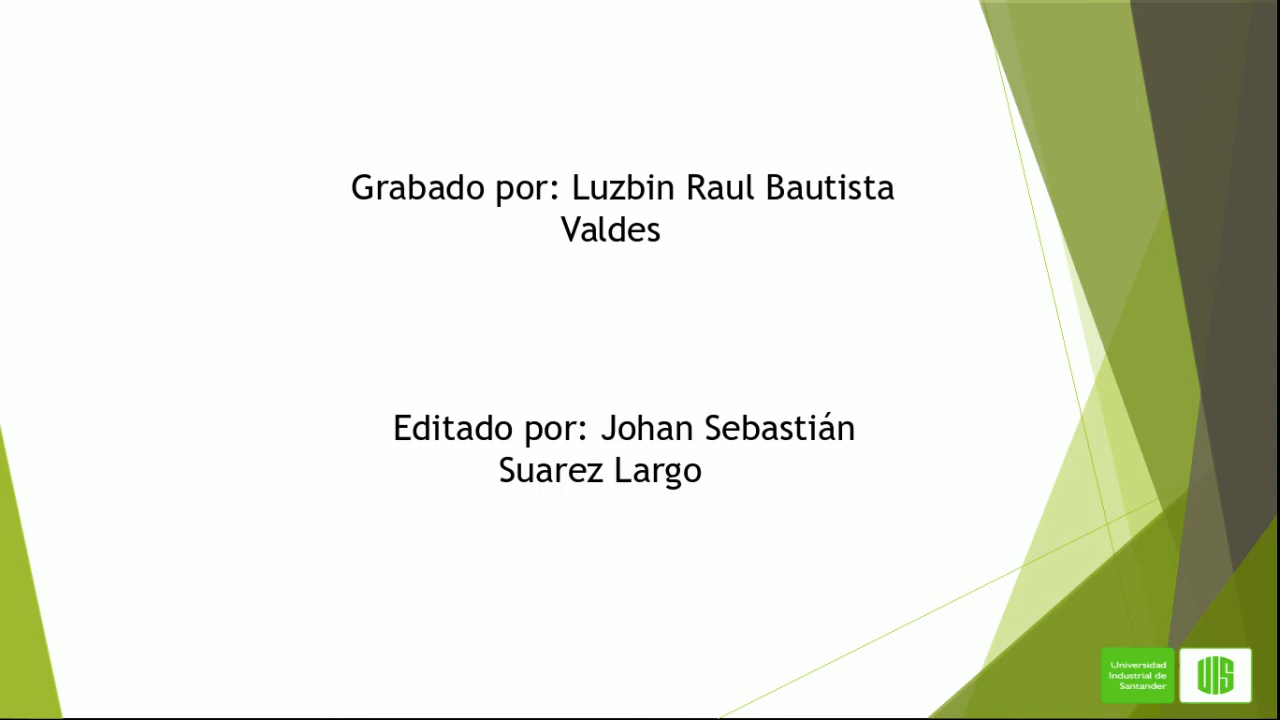 Grabado por: Luzbin Raul Bautista
Valdes
Editado por: Johan Sebastián
Suarez Largo
Universidad
Industrial de
Santander
UIS